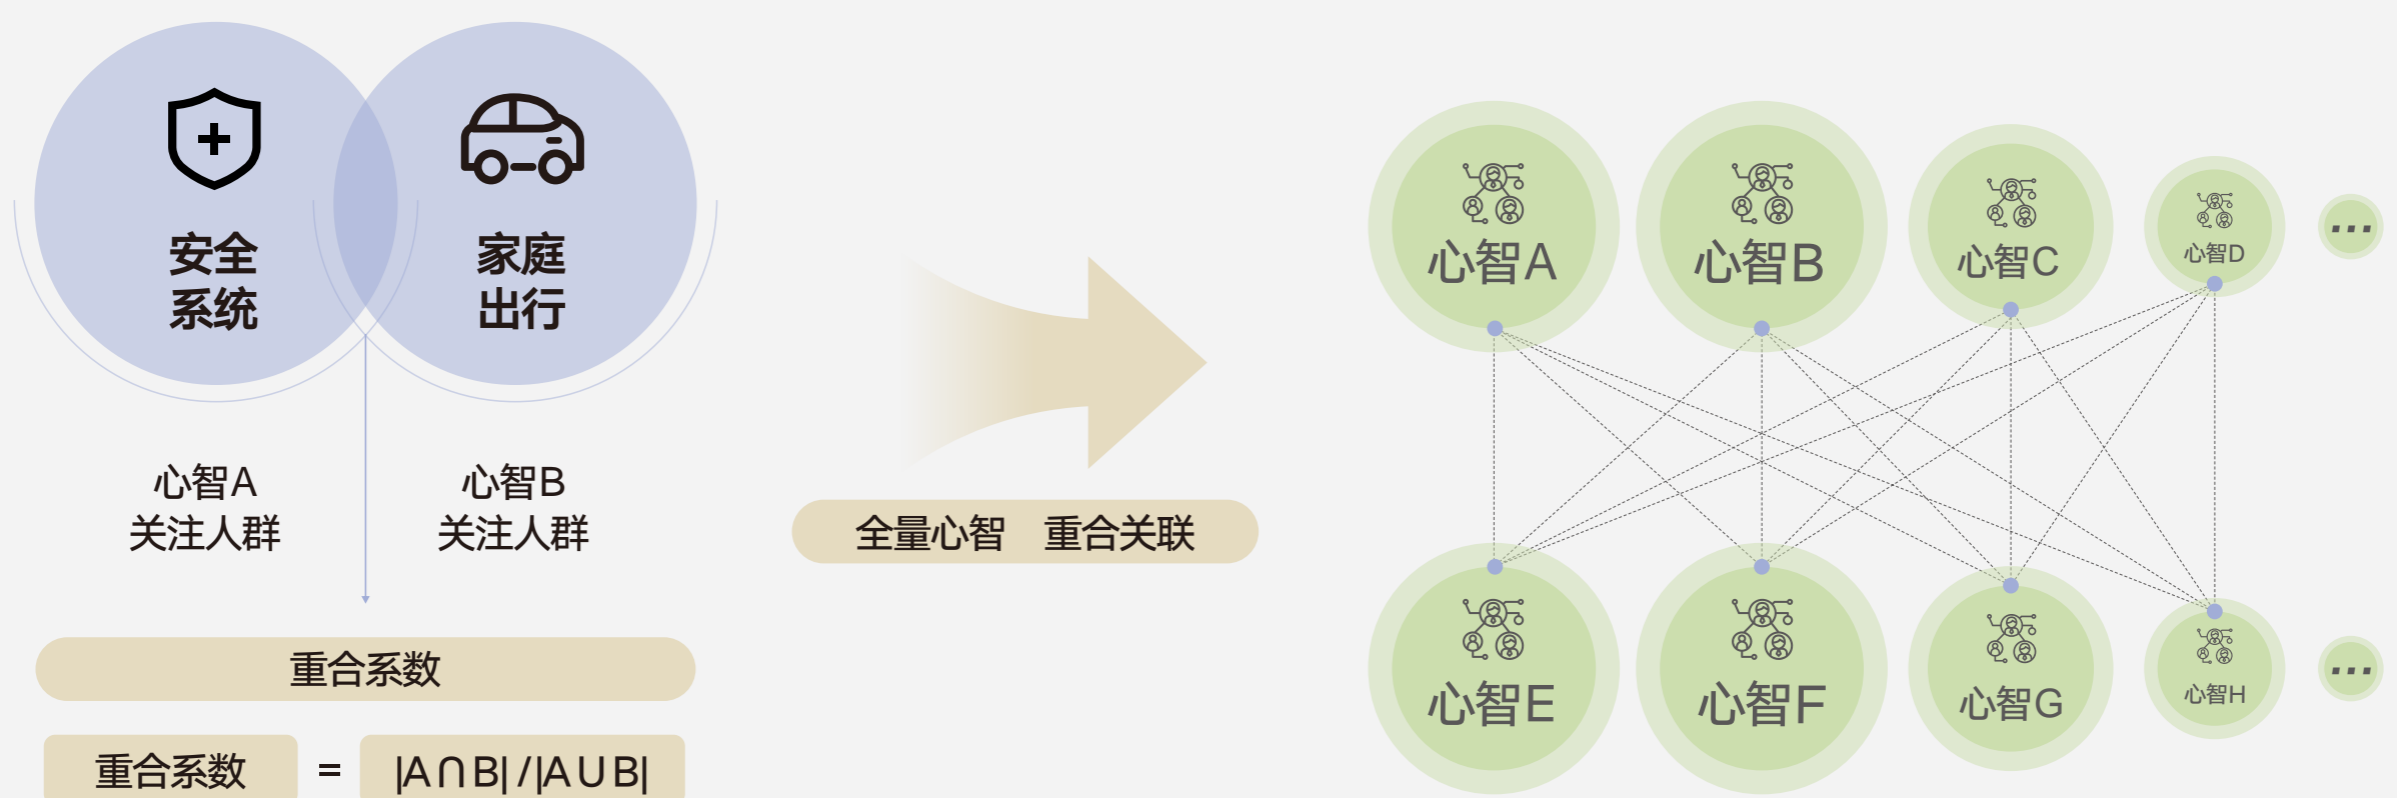 安全
系统
家庭
出行
心智A
关注人群
心智B
关注人群
重合系数
重合系数 = |A∩B|/|A∪B|
全量心智 重合关联
心智A
心智B
心智C
心智D
...
心智E
心智F
心智G
心智H
...